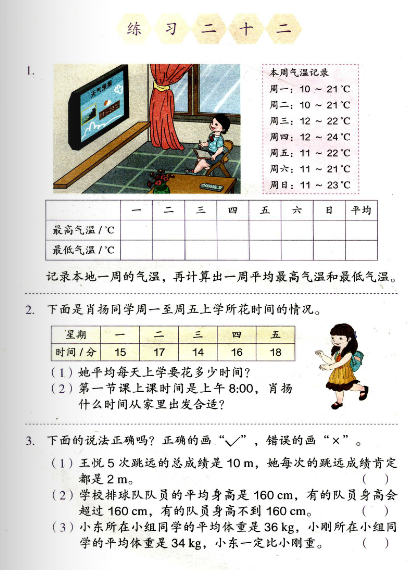 练 习 二 十 二
1.
天气预报
本周气温记录
周一：10 ～ 21 ℃
周二：10 ～ 21 ℃
周三：12 ～ 22 ℃
周四：12 ～ 24 ℃
周五：11 ～ 22 ℃
周六：11 ～ 21 ℃
周日：11 ～ 23 ℃
一 二 三 四 五 六 日 平均
最高气温 / ℃
最低气温 / ℃
记录本地一周的气温，再计算出一周平均最高气温和最低气温。
2. 下面是肖扬同学周一至周五上学所花时间的情况。
星期 一 二 三 四 五
时间 / 分 15 17 14 16 18
（1）她平均每天上学要花多少时间？
（2）第一节课上课时间是上午 8:00，肖扬
什么时间从家里出发合适？
3. 下面的说法正确吗？正确的画“✓”，错误的画“×”。
（1）王悦 5 次跳远的总成绩是 10 m，她每次的跳远成绩肯定
都是 2 m。 （ ）
（2）学校排球队队员的平均身高是 160 cm，有的队员身高会
超过 160 cm，有的队员身高不到 160 cm。 （ ）
（3）小东所在小组同学的平均体重是 36 kg，小刚所在小组同
学的平均体重是 34 kg，小东一定比小刚重。 （ ）